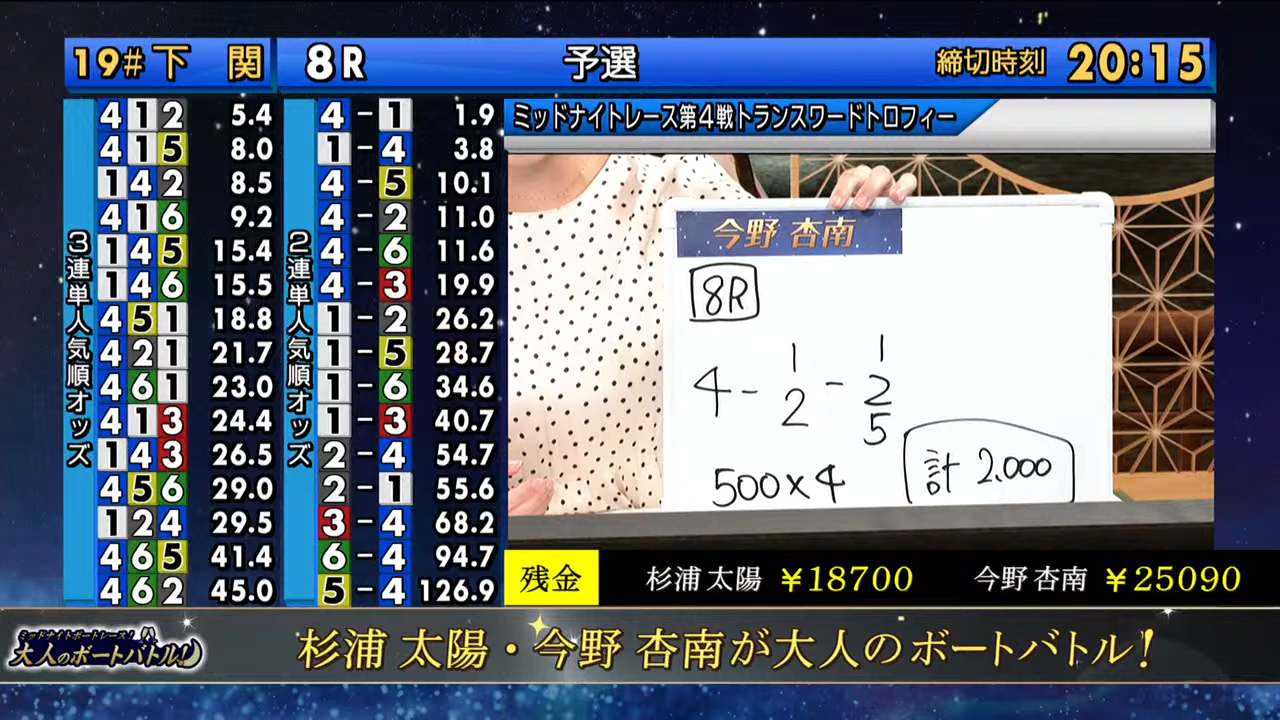 19# 下 関 8R 予選 締切時刻 20:15
3連単人気順オッズ
4 1 2 5.4
4 1 5 8.0
1 4 2 8.5
4 1 6 9.2
1 4 5 15.4
1 4 6 15.5
4 5 1 18.8
4 2 1 21.7
4 6 1 23.0
4 1 3 24.4
1 4 3 26.5
4 5 6 29.0
1 2 4 29.5
4 6 5 41.4
4 6 2 45.0
2連単人気順オッズ
4-1 1.9
1-4 3.8
4-5 10.1
4-2 11.0
4-6 11.6
4-3 19.9
1-2 26.2
1-5 28.7
1-6 34.6
1-3 40.7
2-4 54.7
2-1 55.6
3-4 68.2
6-4 94.7
5-4 126.9
ミッドナイトレース第4戦トランスワードトロフィー
今野 杏南
8R
1 1
4- 2 - 2
5
500×4
計 2.000
残金 杉浦 太陽 ¥18700 今野 杏南 ¥25090
ミッドナイトボートレース!
大人のボートバトル!
杉浦 太陽・今野 杏南が大人のボートバトル!